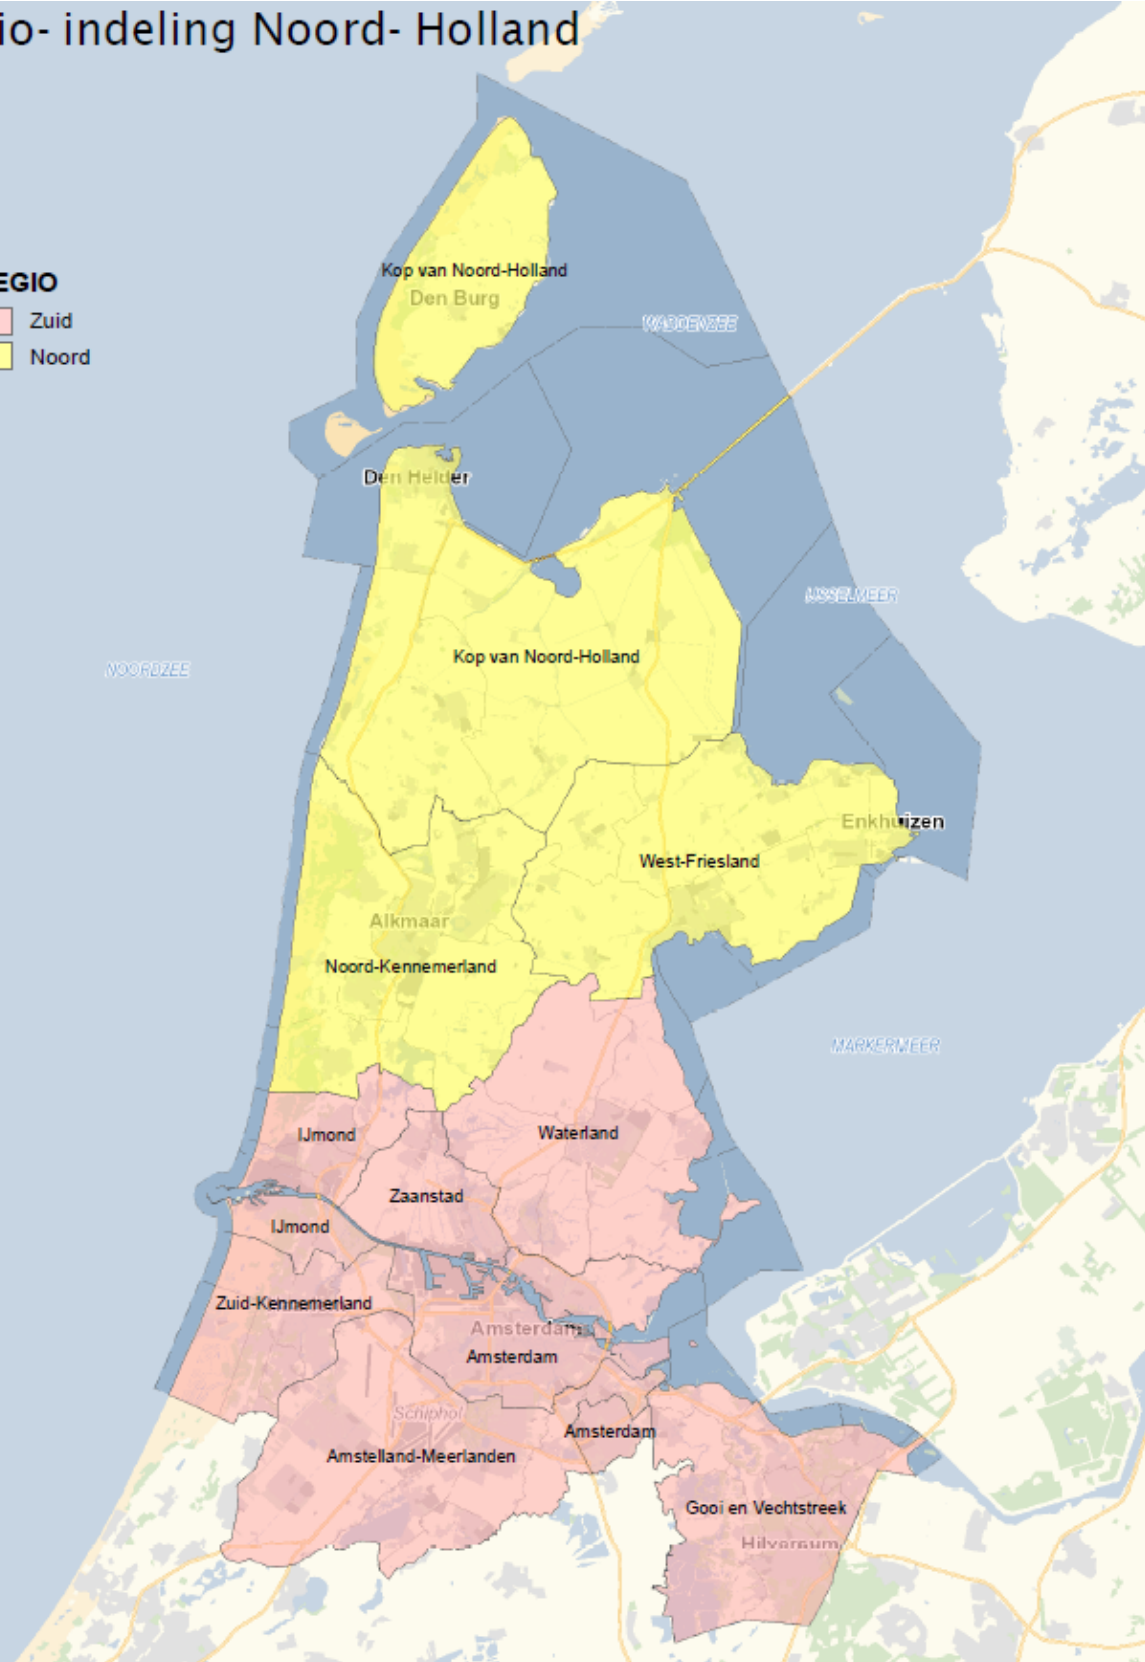 io- indeling Noord- Holland
EGIO
Zuid
Noord
Kop van Noord-Holland
Den Burg
WADDENZEE
Den Helder
IJSSELMEER
Kop van Noord-Holland
NOORDZEE
Enkhuizen
West-Friesland
Alkmaar
Noord-Kennemerland
MARKERMEER
IJmond
Waterland
Zaanstad
IJmond
Zuid-Kennemerland
Amsterdam
Amsterdam
Schiphol
Amsterdam
Amstelland-Meerlanden
Gooi en Vechtstreek
Hilversum